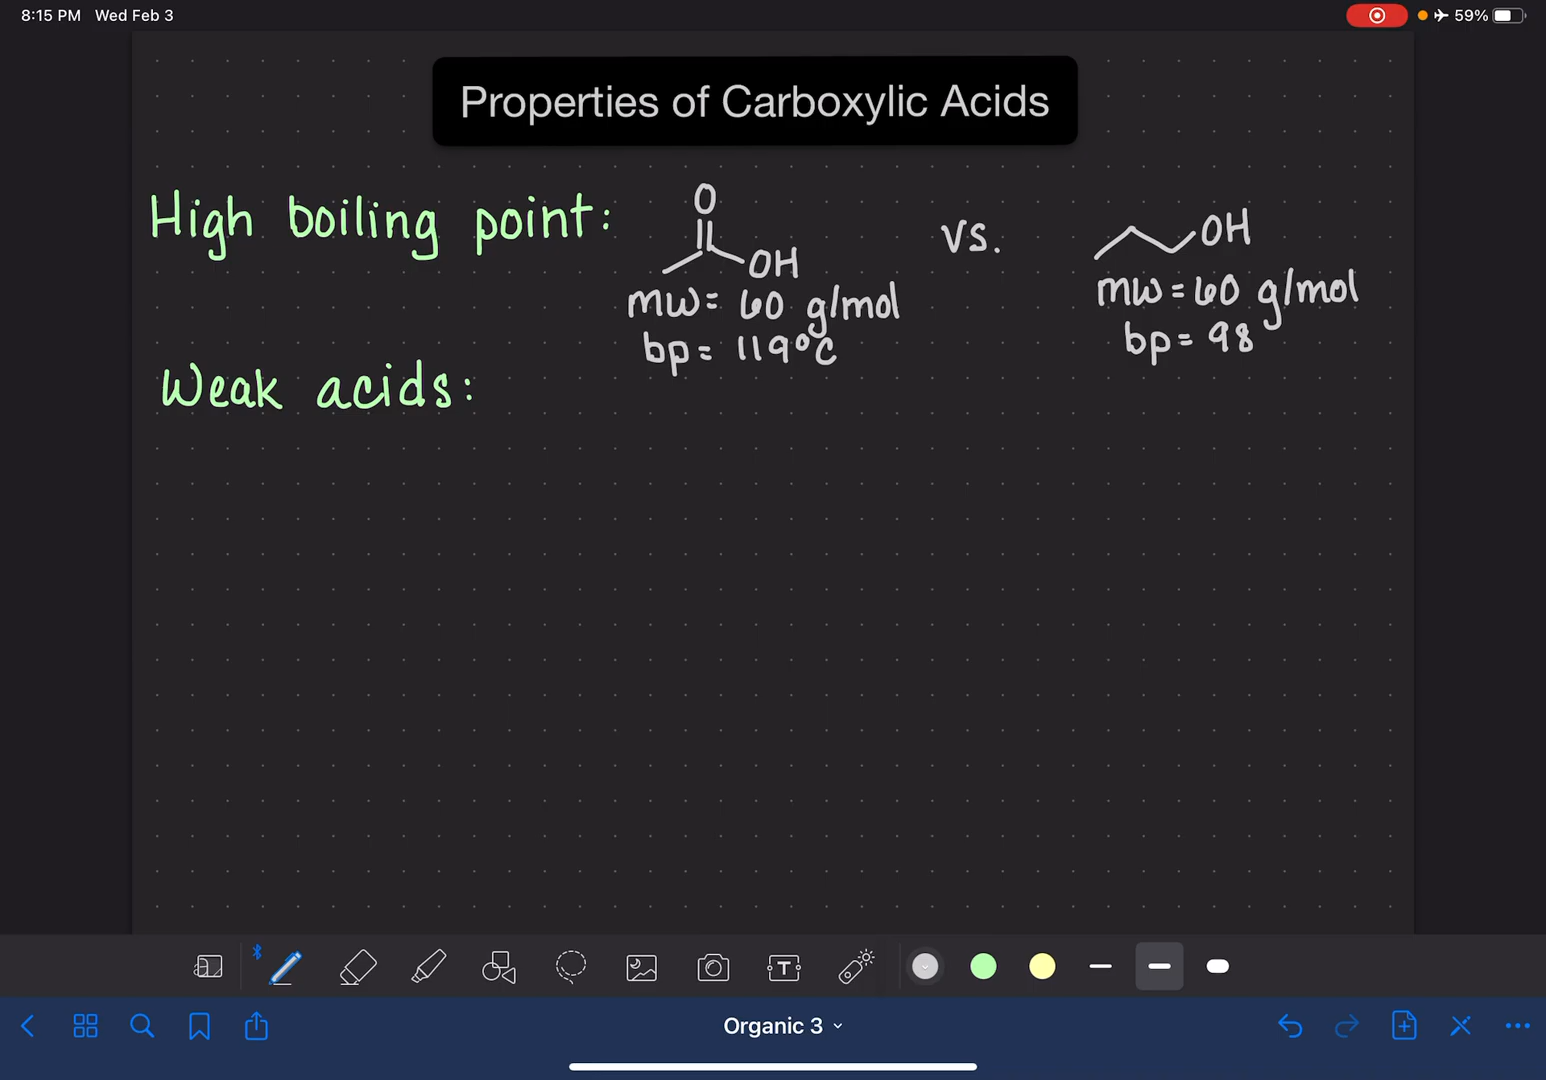 8:15 PM Wed Feb 3
59%
Properties of Carboxylic Acids
High boiling point:
O
OH
mw= 60 g/mol
bp= 119°C
vs.
OH
mw=60 g/mol
bp= 98
Weak acids:
T
Organic 3